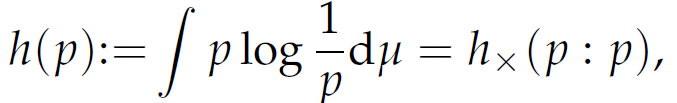 h(p):= ∫ p log 1/p dμ = h×(p : p),